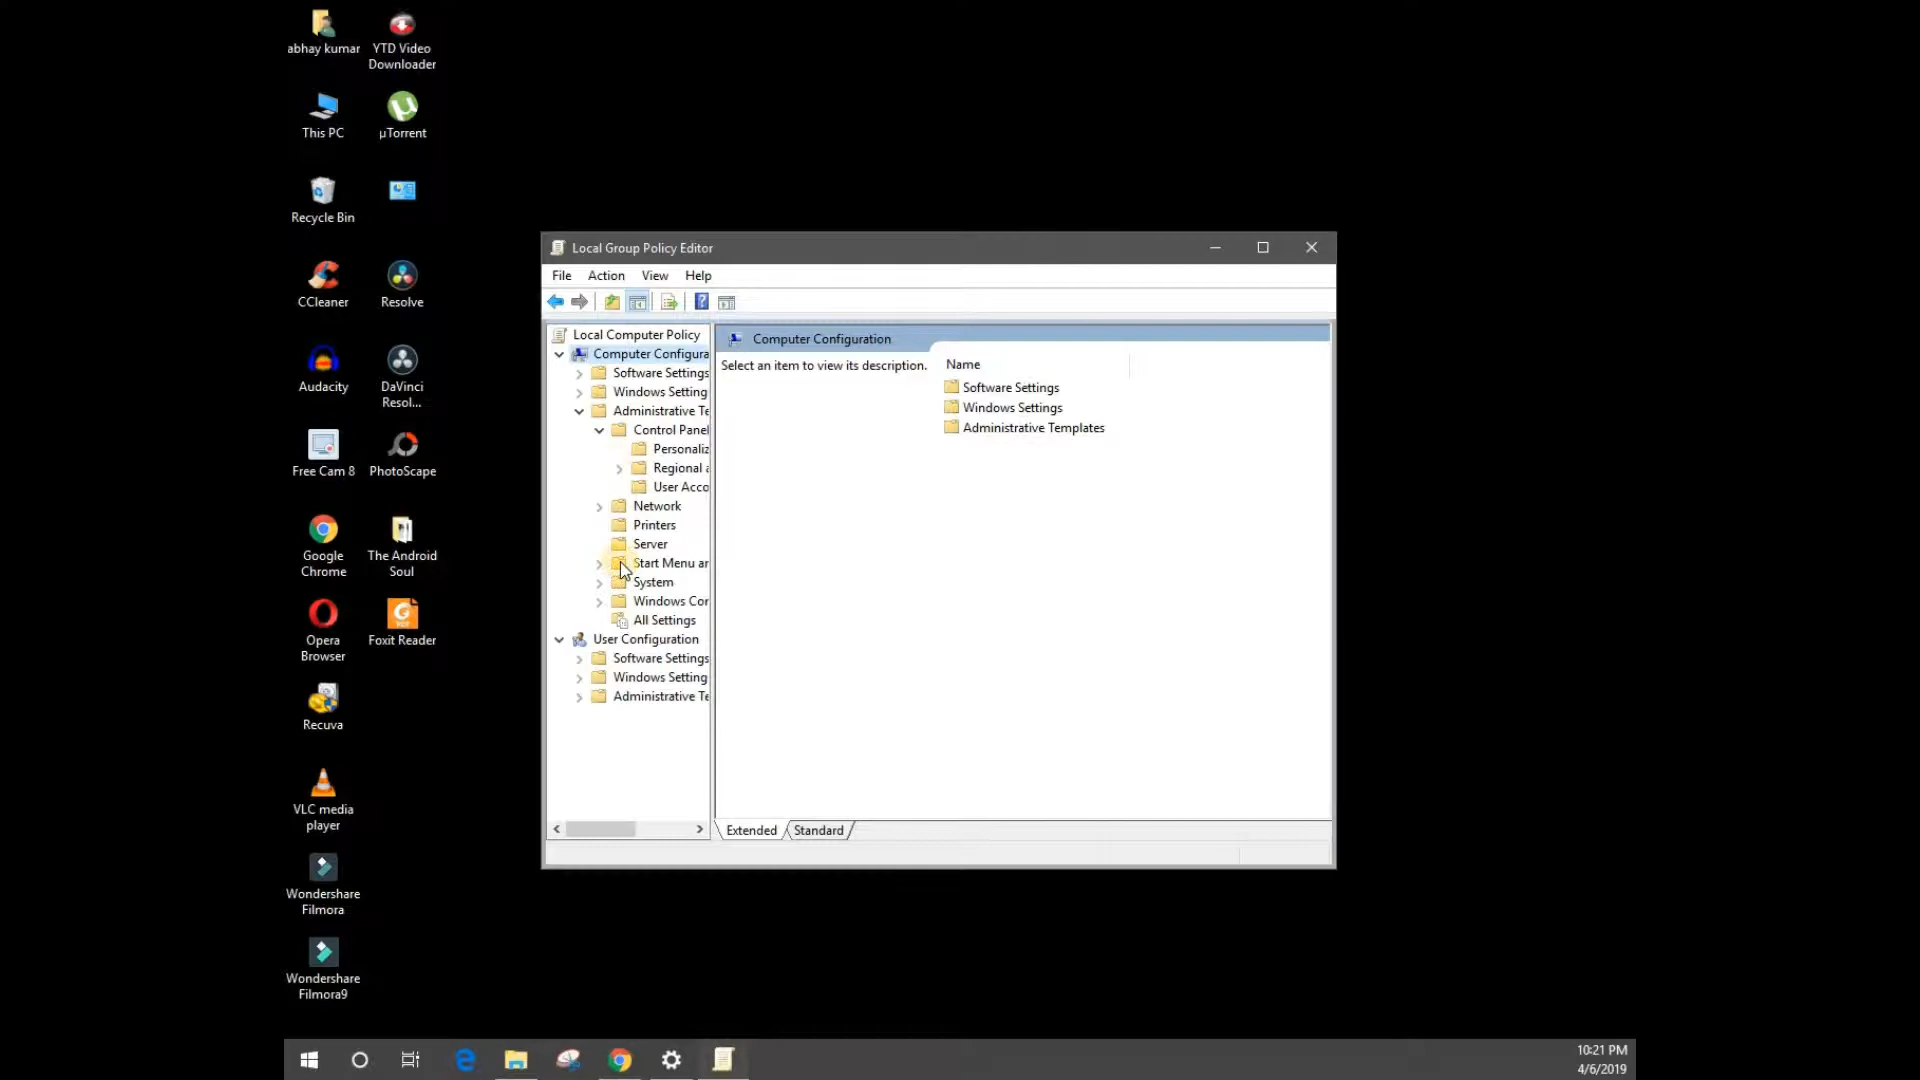 abhay kumar
YTD Video
Downloader
This PC
µTorrent
Recycle Bin
CCleaner
Resolve
Audacity
DaVinci
Resol...
Free Cam 8
PhotoScape
Google
Chrome
The Android
Soul
Opera
Browser
Foxit Reader
Recuva
VLC media
player
Wondershare
Filmora
Wondershare
Filmora9
Local Group Policy Editor
File Action View Help
Local Computer Policy
Computer Configura
Software Settings
Windows Setting
Administrative Te
Control Panel
Personaliz
Regional a
User Acco
Network
Printers
Server
Start Menu ar
System
Windows Cor
All Settings
User Configuration
Software Settings
Windows Setting
Administrative Te
Computer Configuration
Select an item to view its description.
Name
Software Settings
Windows Settings
Administrative Templates
Extended Standard
10:21 PM
4/6/2019